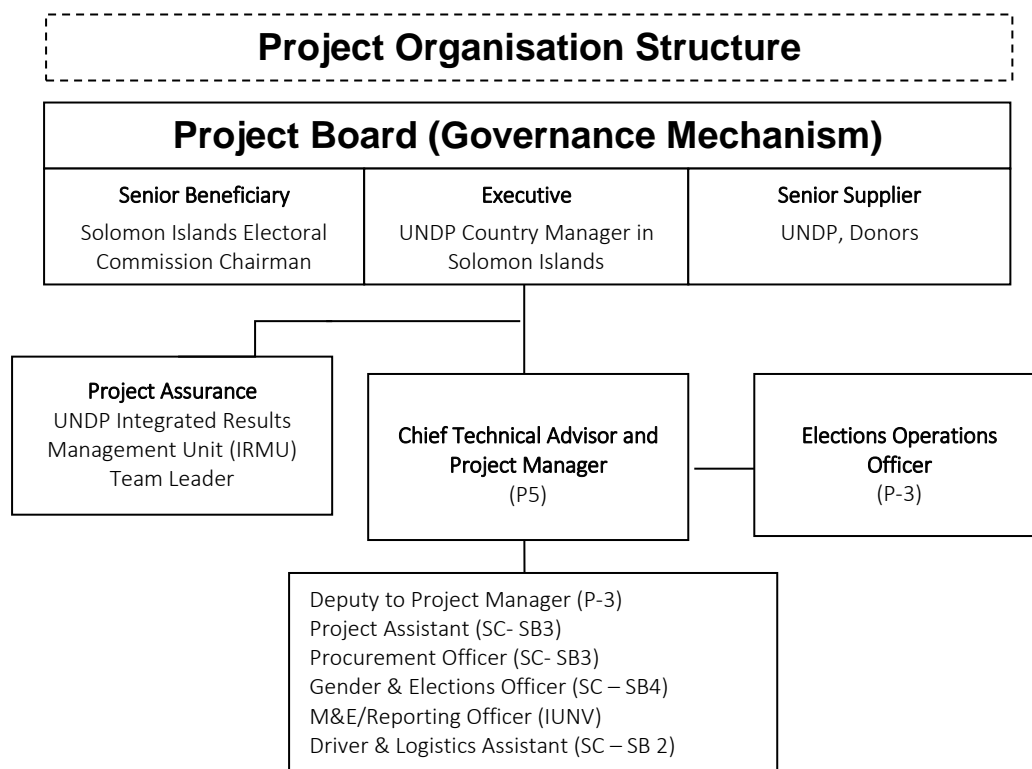 Project Organisation Structure
Project Board (Governance Mechanism)
Senior Beneficiary
Solomon Islands Electoral
Commission Chairman
Executive
UNDP Country Manager in
Solomon Islands
Senior Supplier
UNDP, Donors
Project Assurance
UNDP Integrated Results
Management Unit (IRMU)
Team Leader
Chief Technical Advisor and
Project Manager
(P5)
Elections Operations
Officer
(P-3)
Deputy to Project Manager (P-3)
Project Assistant (SC- SB3)
Procurement Officer (SC- SB3)
Gender & Elections Officer (SC – SB4)
M&E/Reporting Officer (IUNV)
Driver & Logistics Assistant (SC – SB 2)